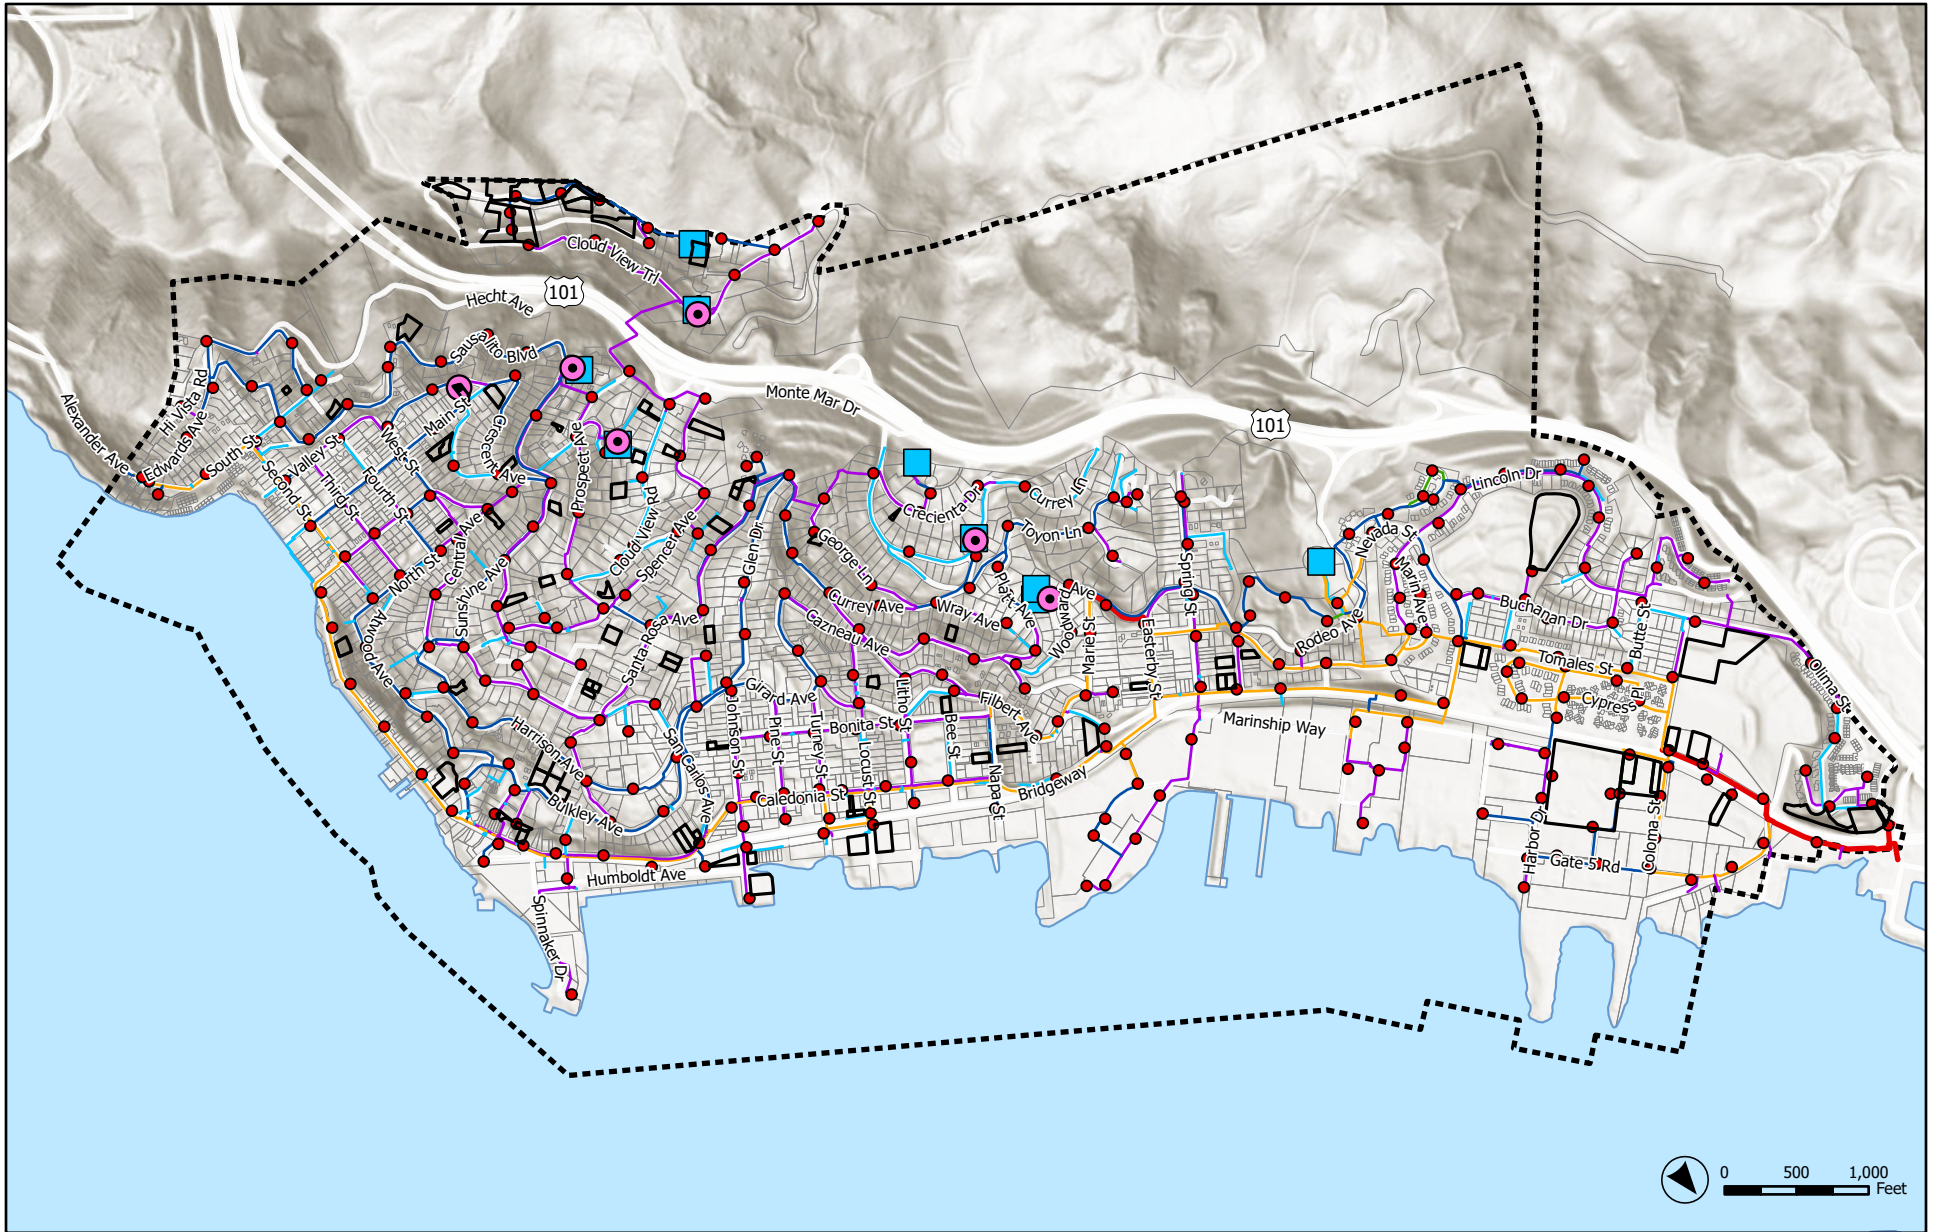 Cloud View Trl
Hecht Ave
101
Sausalito Blvd
Monte Mar Dr
101
Alexander Ave
Hi Vista Rd
Edwards Ave
South St
Second St
Valley St
Third St
Fourth St
West St
Main St
Crescent Ave
Prospect Ave
Cloud View Rd
Spencer Ave
Glen Dr
George Ln
Crecienta Dr
Currey Ln
Toyon Ln
Spring St
Nevada St
Lincoln Dr
Marin Ave
Buchanan Dr
Butte St
Olima St
North St
Central Ave
Sunshine Ave
Atwood Ave
Santa Rosa Ave
Currey Ave
Cazneau Ave
Wray Ave
Platt Ave
Woodward Ave
Marie St
Easterby St
Rodeo Ave
Tomales St
Cypress Pl
Harrison Ave
Bulkley Ave
San Carlos Ave
Girard Ave
Johnson St
Pine St
Turney St
Bonita St
Locust St
Litho St
Bee St
Filbert Ave
Napa St
Caledonia St
Bridgeway
Marinship Way
Harbor Dr
Coloma St
Gate 5 Rd
Humboldt Ave
Spinnaker Dr
0 500 1,000
Feet